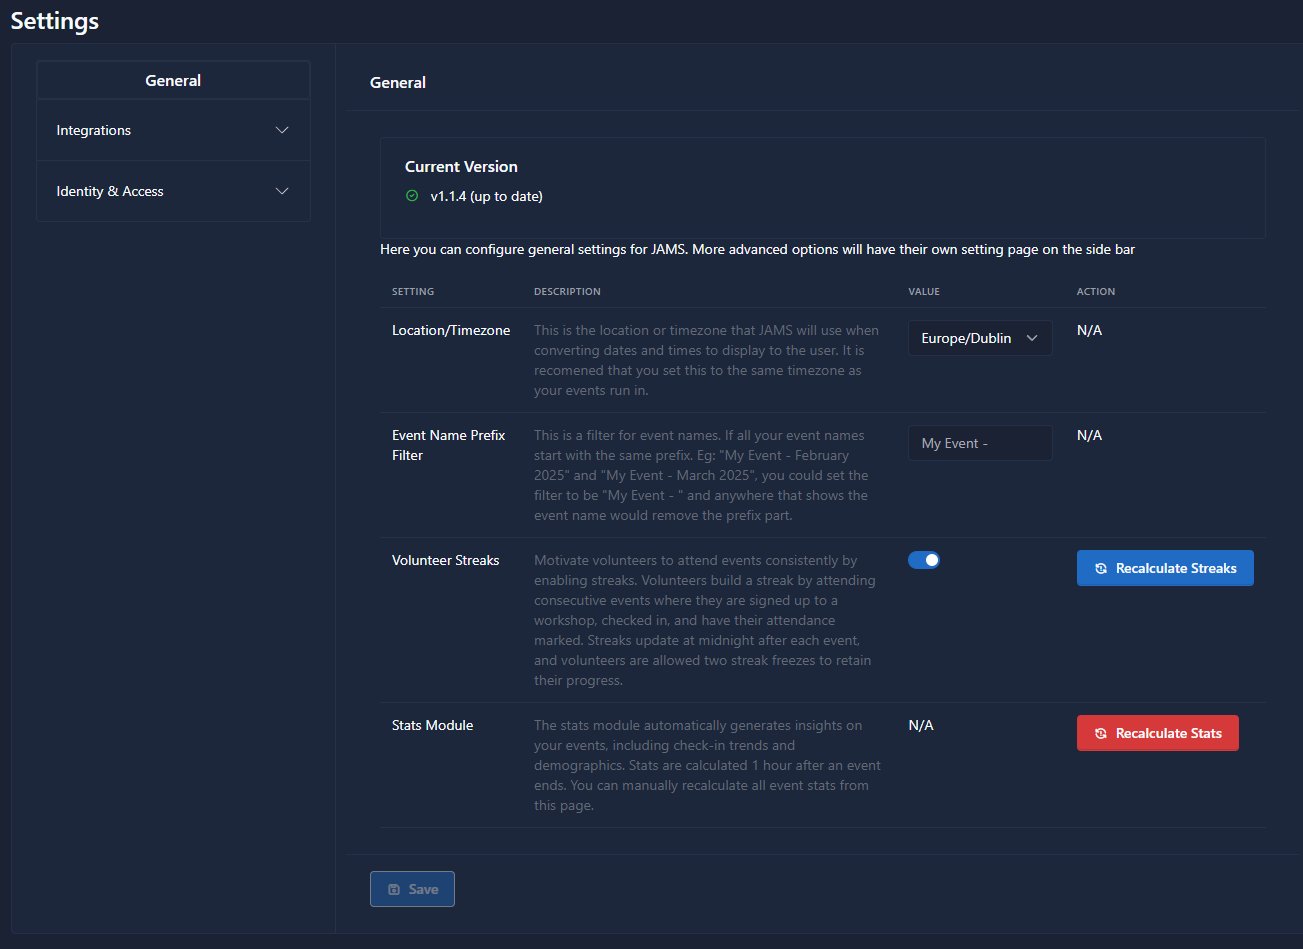 Settings
General
Integrations
Identity & Access
General
Current Version
v1.1.4 (up to date)
Here you can configure general settings for JAMS. More advanced options will have their own setting page on the side bar
SETTING DESCRIPTION VALUE ACTION
Location/Timezone
This is the location or timezone that JAMS will use when
converting dates and times to display to the user. It is
recomened that you set this to the same timezone as
your events run in.
Europe/Dublin
N/A
Event Name Prefix
Filter
This is a filter for event names. If all your event names
start with the same prefix. Eg: "My Event - February
2025" and "My Event - March 2025", you could set the
filter to be "My Event - " and anywhere that shows the
event name would remove the prefix part.
My Event -
N/A
Volunteer Streaks
Motivate volunteers to attend events consistently by
enabling streaks. Volunteers build a streak by attending
consecutive events where they are signed up to a
workshop, checked in, and have their attendance
marked. Streaks update at midnight after each event,
and volunteers are allowed two streak freezes to retain
their progress.
Recalculate Streaks
Stats Module
The stats module automatically generates insights on
your events, including check-in trends and
demographics. Stats are calculated 1 hour after an event
ends. You can manually recalculate all event stats from
this page.
N/A
Recalculate Stats
Save